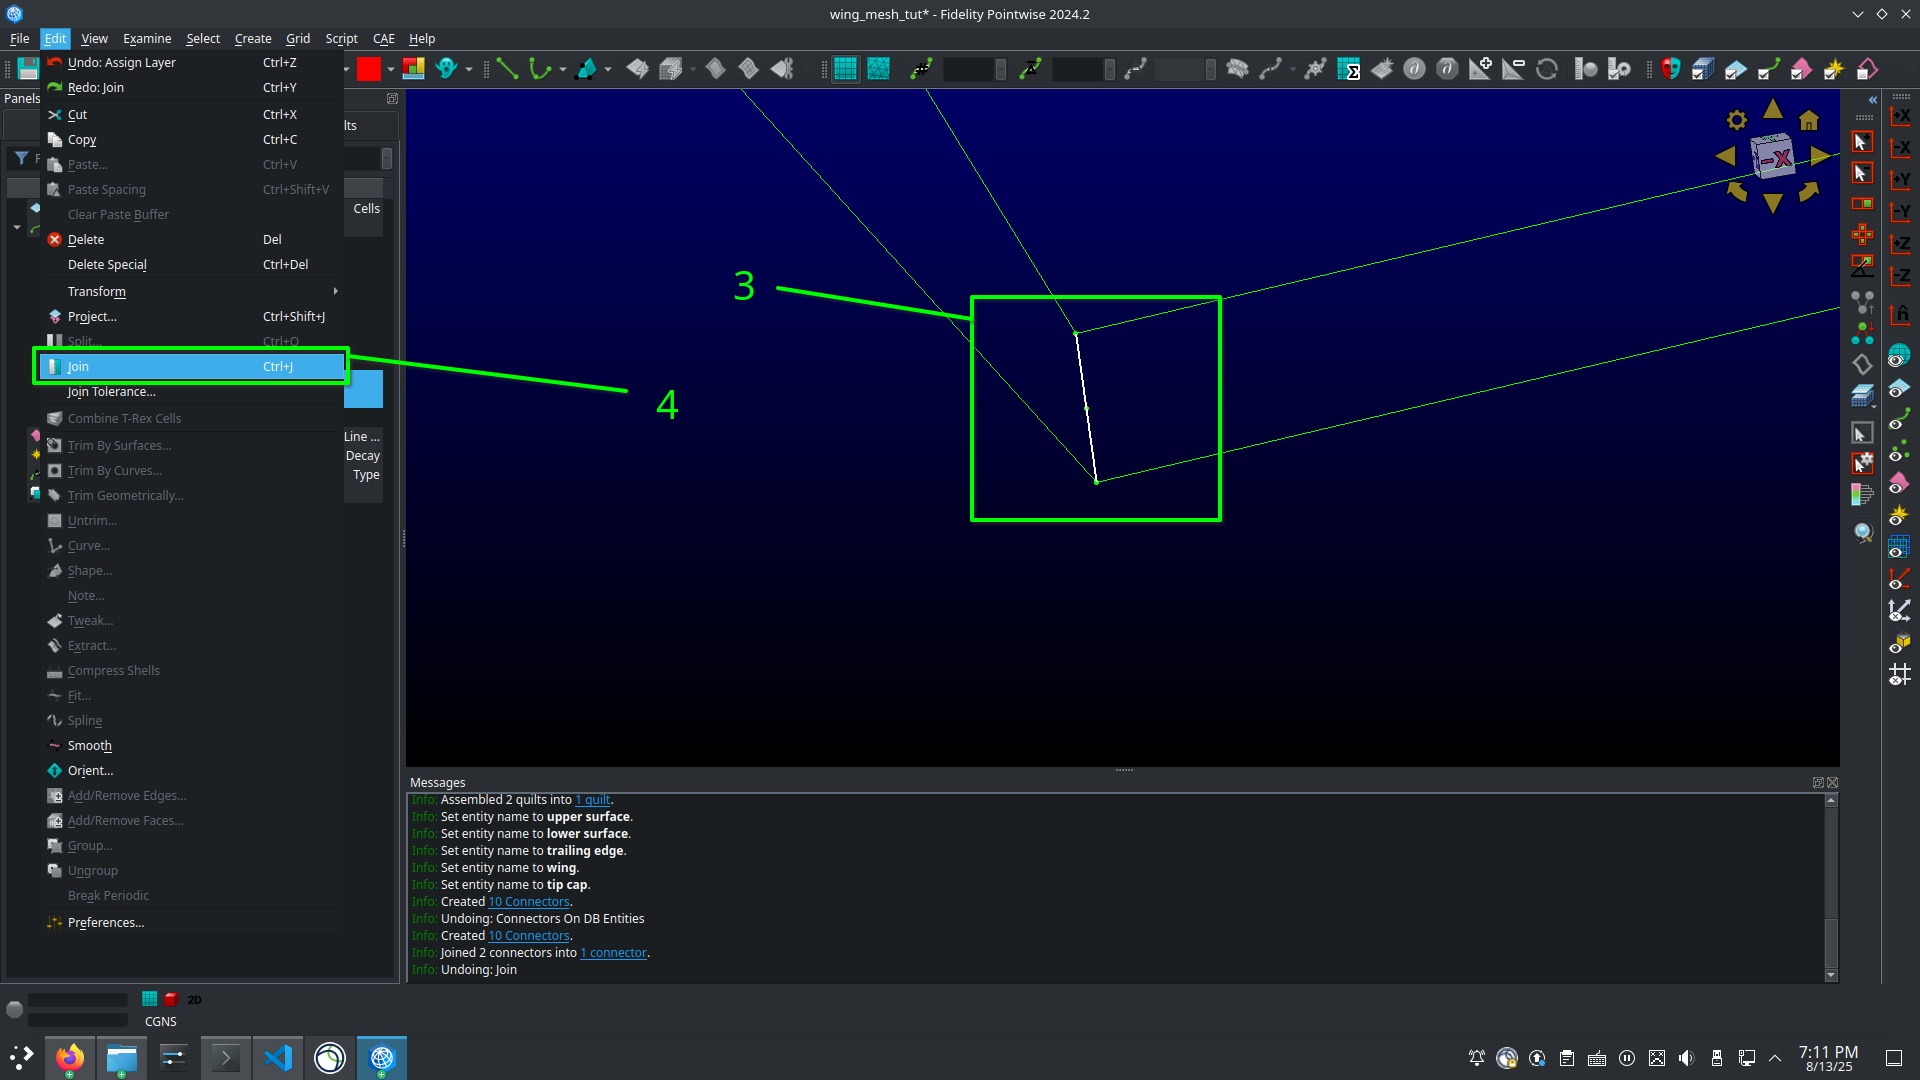 wing_mesh_tut* - Fidelity Pointwise 2024.2
File Edit View Examine Select Create Grid Script CAE Help
Undo: Assign Layer Ctrl+Z
Redo: Join Ctrl+Y
Panels
Cut Ctrl+X
Copy Ctrl+C
Paste... Ctrl+V
Paste Spacing Ctrl+Shift+V
Clear Paste Buffer
Cells
Delete Del
Delete Special Ctrl+Del
Transform
Project... Ctrl+Shift+J
Split... Ctrl+O
Join Ctrl+J
Join Tolerance...
Combine T-Rex Cells
Line ...
Trim By Surfaces...
Decay
Trim By Curves...
Type
Trim Geometrically...
Untrim...
Curve...
Shape...
Note...
Tweak...
Extract...
Compress Shells
Fit...
Spline
Smooth
Orient...
Add/Remove Edges...
Add/Remove Faces...
Group...
Ungroup
Break Periodic
Preferences...
3
4
-X
+X
-X
+Y
-Y
+Z
-Z
Messages
Info: Assembled 2 quilts into 1 quilt.
Info: Set entity name to upper surface.
Info: Set entity name to lower surface.
Info: Set entity name to trailing edge.
Info: Set entity name to wing.
Info: Set entity name to tip cap.
Info: Created 10 Connectors.
Info: Undoing: Connectors On DB Entities
Info: Created 10 Connectors.
Info: Joined 2 connectors into 1 connector.
Info: Undoing: Join
2D
CGNS
7:11 PM
8/13/25